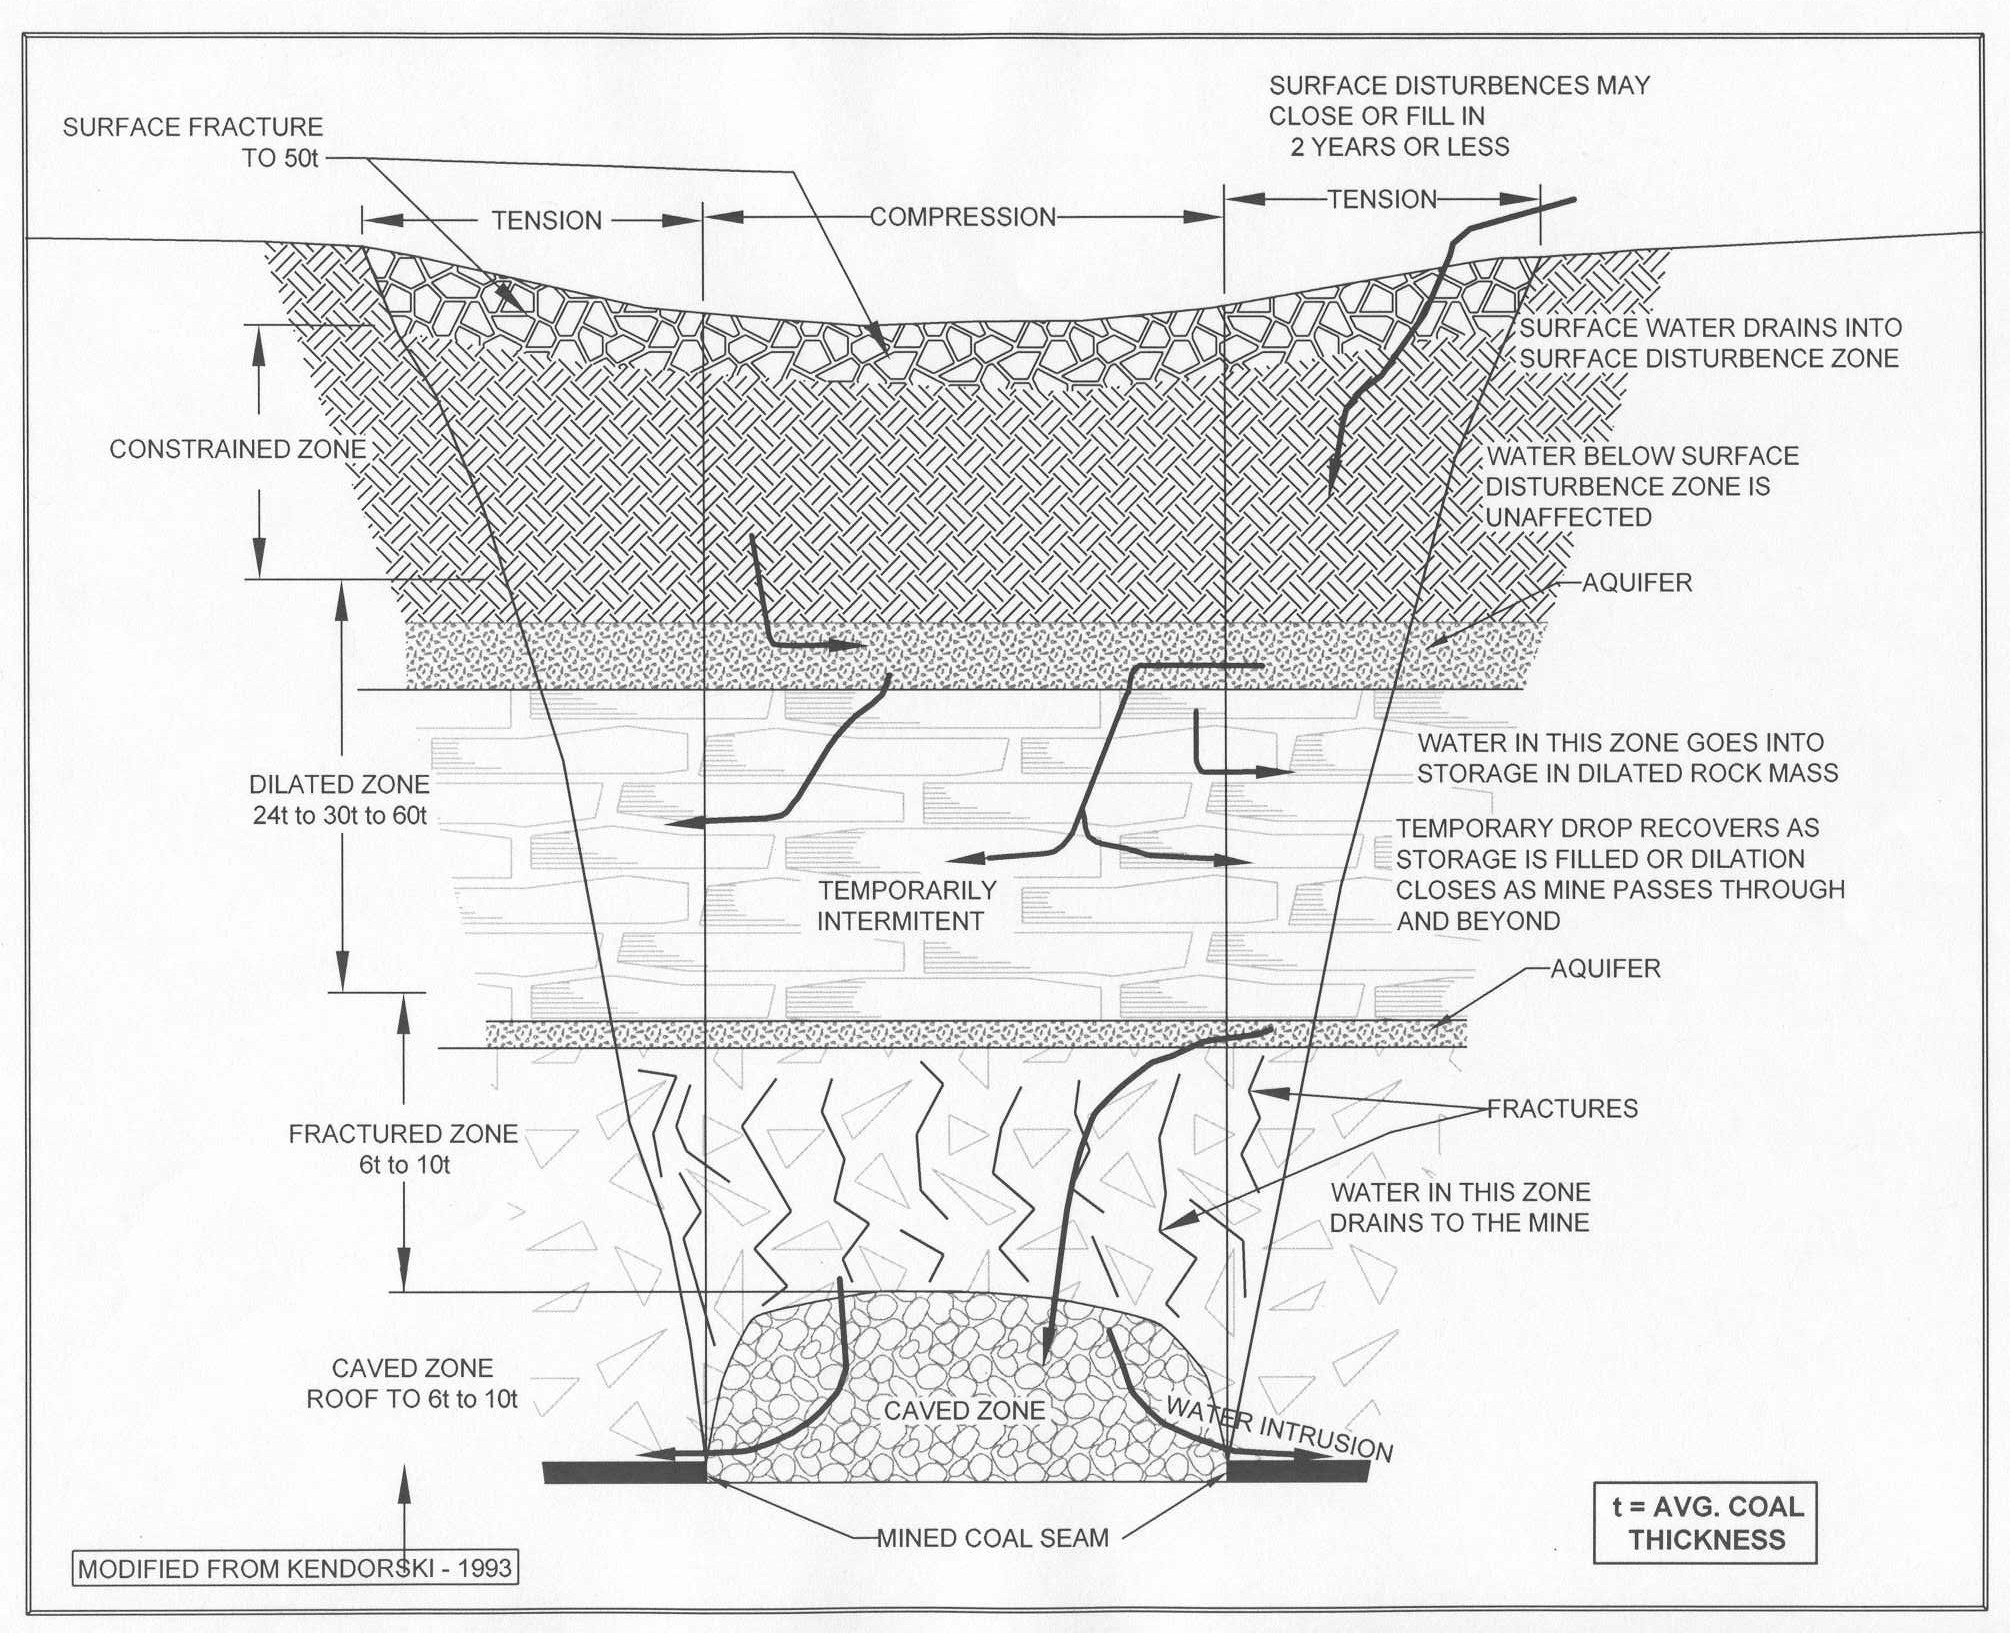 SURFACE DISTURBENCES MAY
CLOSE OR FILL IN
2 YEARS OR LESS
SURFACE FRACTURE
TO 50t
TENSION
COMPRESSION
TENSION
SURFACE WATER DRAINS INTO
SURFACE DISTURBENCE ZONE
CONSTRAINED ZONE
WATER BELOW SURFACE
DISTURBENCE ZONE IS
UNAFFECTED
AQUIFER
DILATED ZONE
24t to 30t to 60t
WATER IN THIS ZONE GOES INTO
STORAGE IN DILATED ROCK MASS
TEMPORARY DROP RECOVERS AS
STORAGE IS FILLED OR DILATION
CLOSES AS MINE PASSES THROUGH
AND BEYOND
TEMPORARILY
INTERMITENT
AQUIFER
FRACTURED ZONE
6t to 10t
FRACTURES
WATER IN THIS ZONE
DRAINS TO THE MINE
CAVED ZONE
ROOF TO 6t to 10t
CAVED ZONE
WATER INTRUSION
MINED COAL SEAM
t = AVG. COAL
THICKNESS
MODIFIED FROM KENDORSKI - 1993